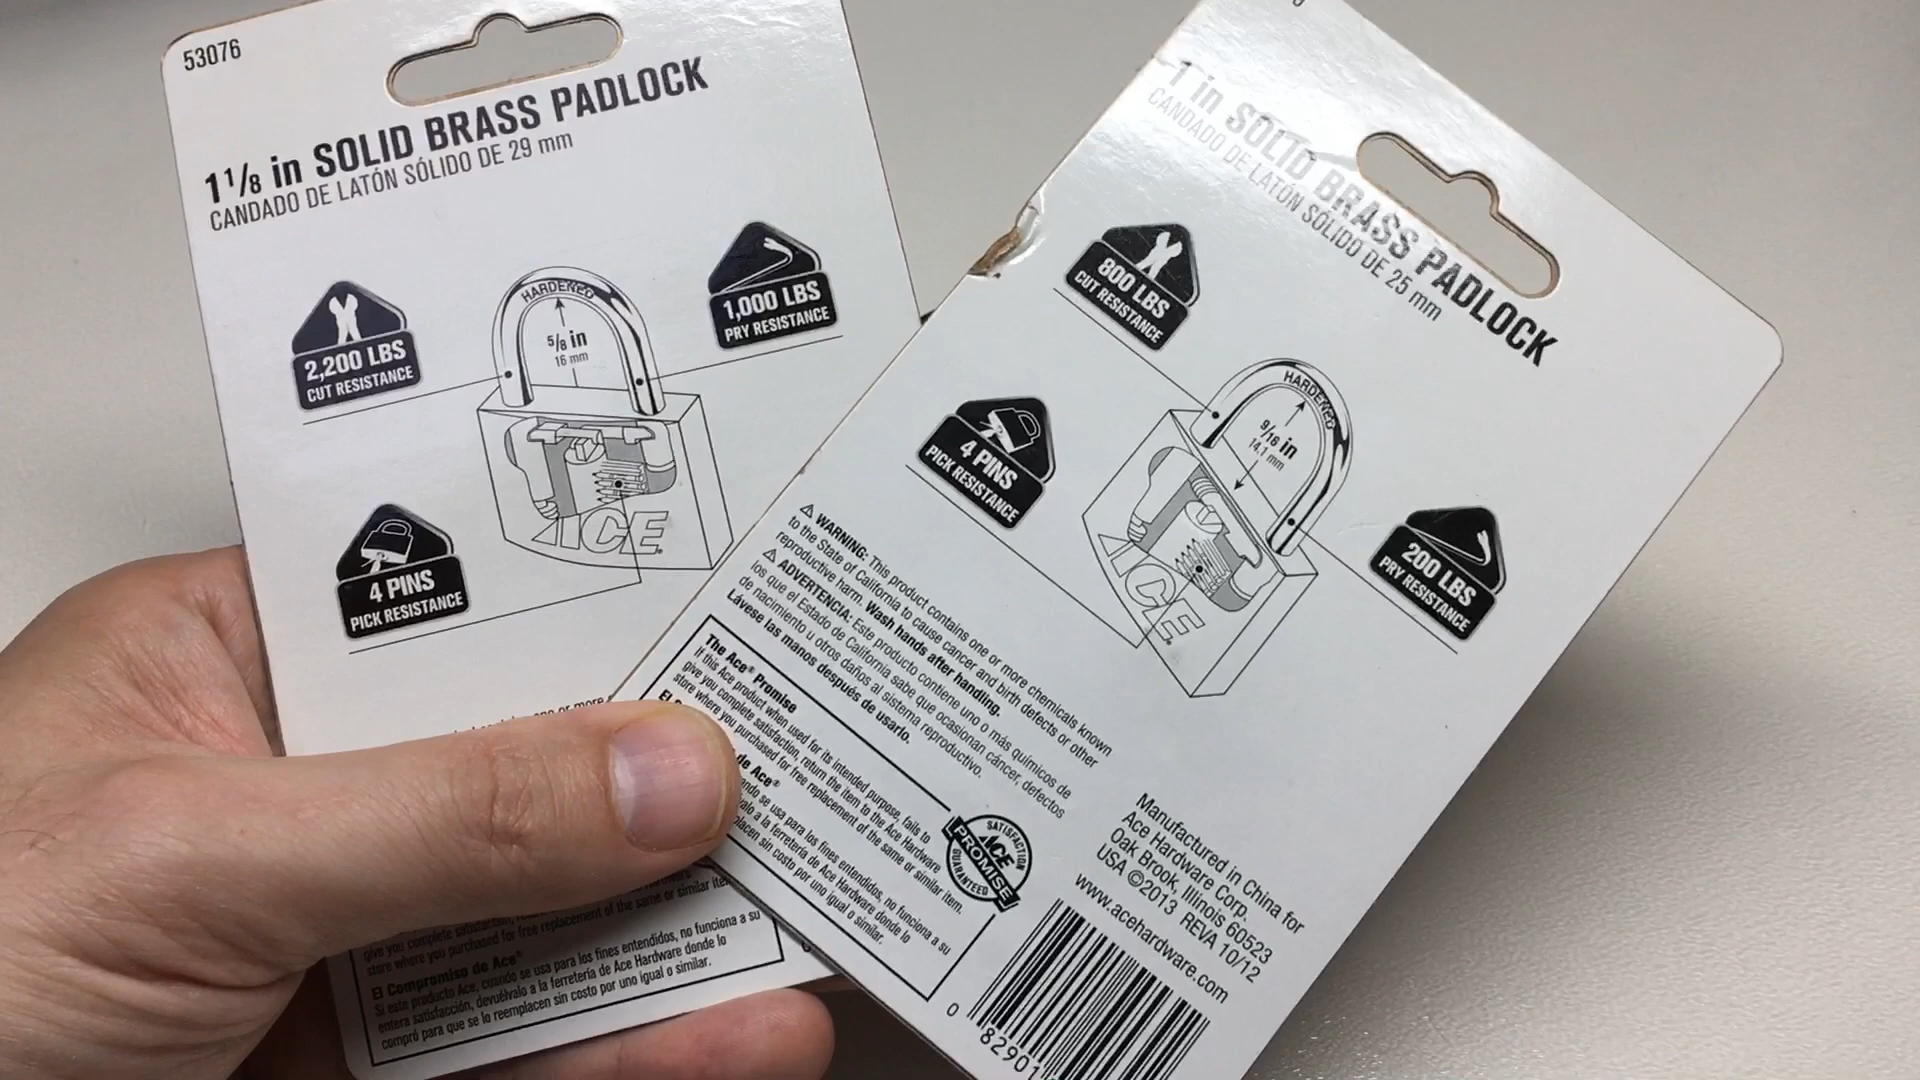 53076
1 1/8 in SOLID BRASS PADLOCK
CANDADO DE LATÓN SÓLIDO DE 29 mm
2,200 LBS
CUT RESISTANCE
HARDENED
5/8 in
16 mm
1,000 LBS
PRY RESISTANCE
4 PINS
PICK RESISTANCE
ACE
one or more
give you complete satisfaction,
store where you purchased for free replacement of the same or similar
El Compromiso de Ace®
Si este producto Ace, cuando se usa para los fines entendidos, no funciona a su
entera satisfacción, devuélvalo a la ferretería de Ace Hardware donde lo
compró para que se lo reemplacen sin costo por uno igual o similar.
1 in SOLID BRASS PADLOCK
CANDADO DE LATÓN SÓLIDO DE 25 mm
800 LBS
CUT RESISTANCE
4 PINS
PICK RESISTANCE
HARDENED
9/16 in
14.1 mm
200 LBS
PRY RESISTANCE
ACE
⚠ WARNING: This product contains one or more chemicals known
to the State of California to cause cancer and birth defects or other
reproductive harm. Wash hands after handling.
⚠ ADVERTENCIA: Este producto contiene uno o más químicos de
los que el Estado de California sabe que ocasionan cáncer, defectos
de nacimiento u otros daños al sistema reproductivo.
Lávese las manos después de usarlo.
The Ace® Promise
If this Ace product when used for its intended purpose, fails to
give you complete satisfaction, return the item to the Ace Hardware
store where you purchased for free replacement of the same or similar item.
El
de Ace®
se usa para los fines entendidos, no funciona a su
a la ferretería de Ace Hardware donde lo
sin costo por uno igual o similar.
SATISFACTION
ACE
PROMISE
GUARANTEED
Manufactured in China for
Ace Hardware Corp.
Oak Brook, Illinois 60523
USA ©2013 REVA 10/12
www.acehardware.com
0 82901